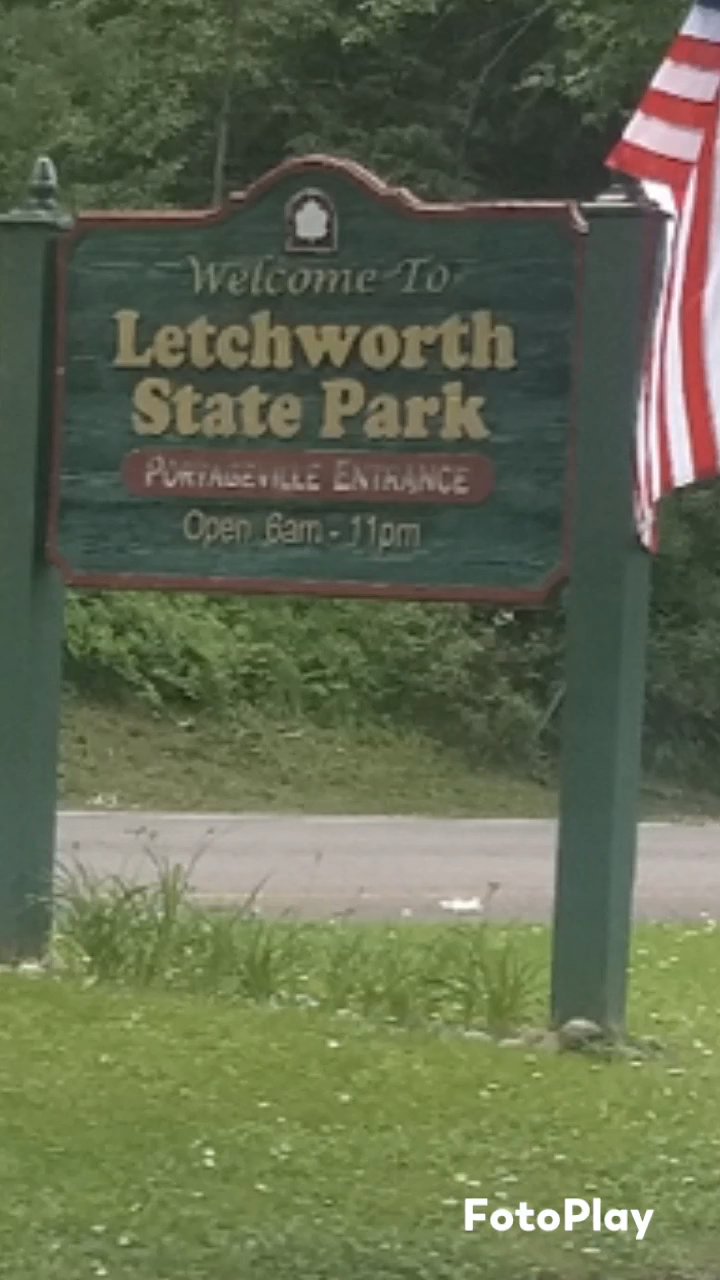 Welcome To
Letchworth
State Park
PORTAGEVILLE ENTRANCE
Open 6am - 11pm
FotoPlay